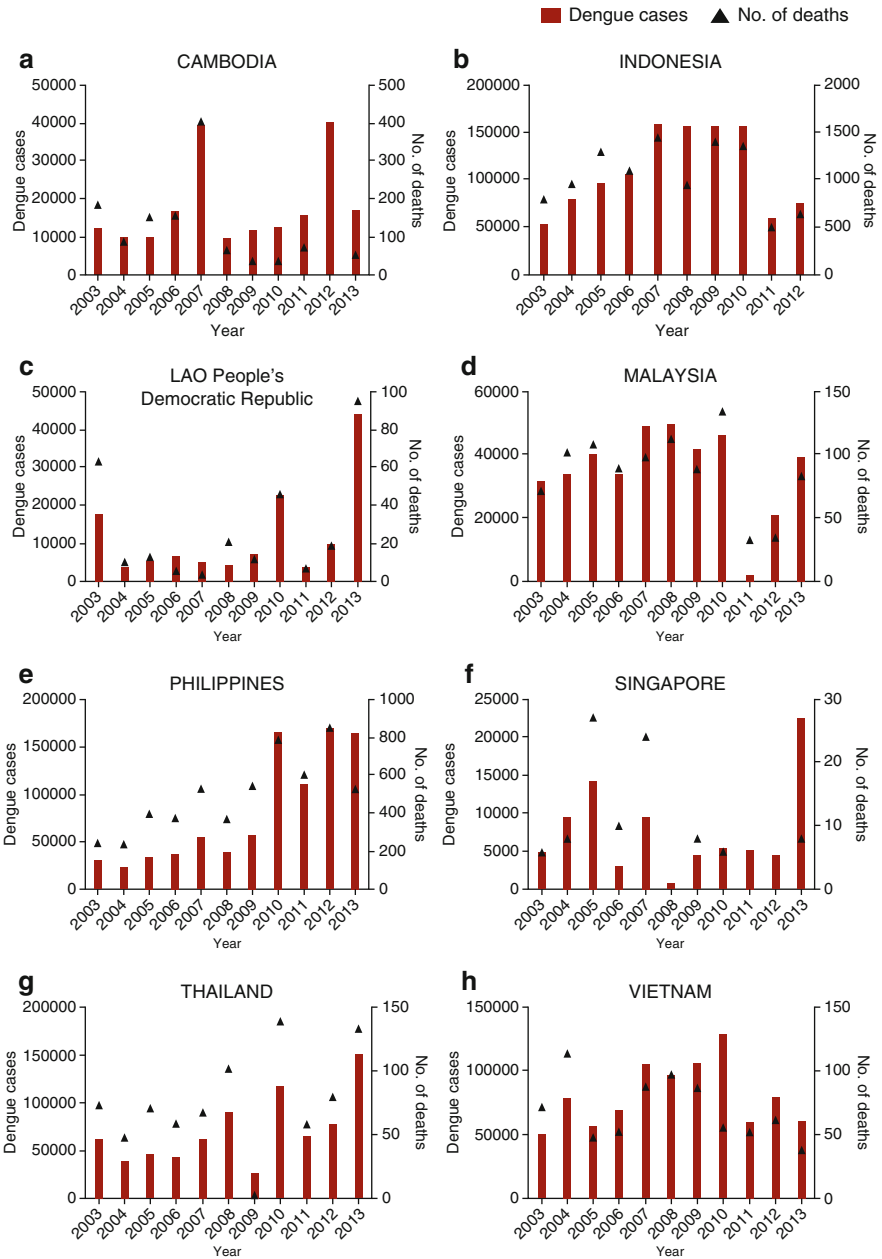 Dengue cases No. of deaths
a CAMBODIA
50000 500
40000 400
30000 300
20000 200
10000 100
0 0
Dengue cases
No. of deaths
2003 2004 2005 2006 2007 2008 2009 2010 2011 2012 2013
Year
b INDONESIA
200000 2000
150000 1500
100000 1000
50000 500
0 0
Dengue cases
No. of deaths
2003 2004 2005 2006 2007 2008 2009 2010 2011 2012
Year
c LAO People's
Democratic Republic
50000 100
40000 80
30000 60
20000 40
10000 20
0 0
Dengue cases
No. of deaths
2003 2004 2005 2006 2007 2008 2009 2010 2011 2012 2013
Year
d MALAYSIA
60000 150
40000 100
20000 50
0 0
Dengue cases
No. of deaths
2003 2004 2005 2006 2007 2008 2009 2010 2011 2012 2013
Year
e PHILIPPINES
200000 1000
150000 800
100000 600
50000 400
0 200
0
Dengue cases
No. of deaths
2003 2004 2005 2006 2007 2008 2009 2010 2011 2012 2013
Year
f SINGAPORE
25000 30
20000 20
15000 10
10000 0
5000
0
Dengue cases
No. of deaths
2003 2004 2005 2006 2007 2008 2009 2010 2011 2012 2013
Year
g THAILAND
200000 150
150000 100
100000 50
50000 0
0
Dengue cases
No. of deaths
2003 2004 2005 2006 2007 2008 2009 2010 2011 2012 2013
Year
h VIETNAM
150000 150
100000 100
50000 50
0 0
Dengue cases
No. of deaths
2003 2004 2005 2006 2007 2008 2009 2010 2011 2012 2013
Year